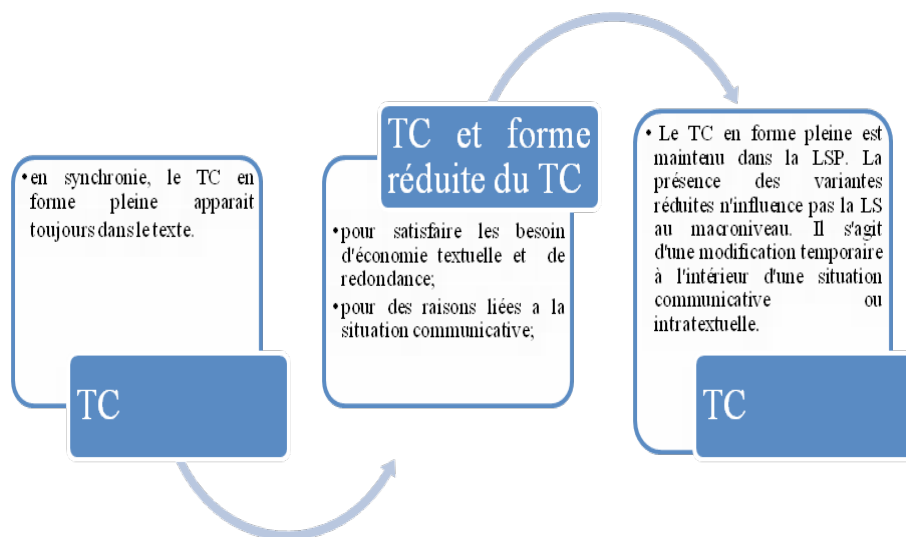 •en synchronie, le TC en
forme pleine apparait
toujours dans le texte.
TC
TC et forme
réduite du TC
•pour satisfaire les besoin
d'économie textuelle et de
redondance;
•pour des raisons liées a la
situation communicative;
• Le TC en forme pleine est
maintenu dans la LSP. La
présence des variantes
réduites n'influence pas la LS
au macroniveau. Il s'agit
d'une modification temporaire
à l'intérieur d'une situation
communicative ou
intratextuelle.
TC